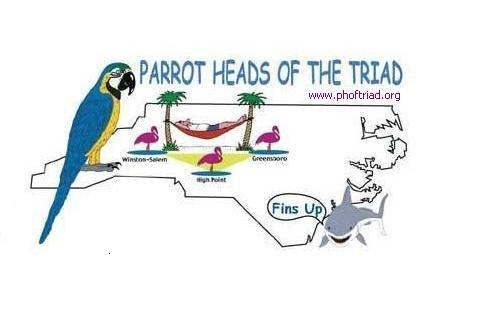 PARROT HEADS OF THE TRIAD
www.phoftriad.org
Winston-Salem
Greensboro
High Point
Fins Up